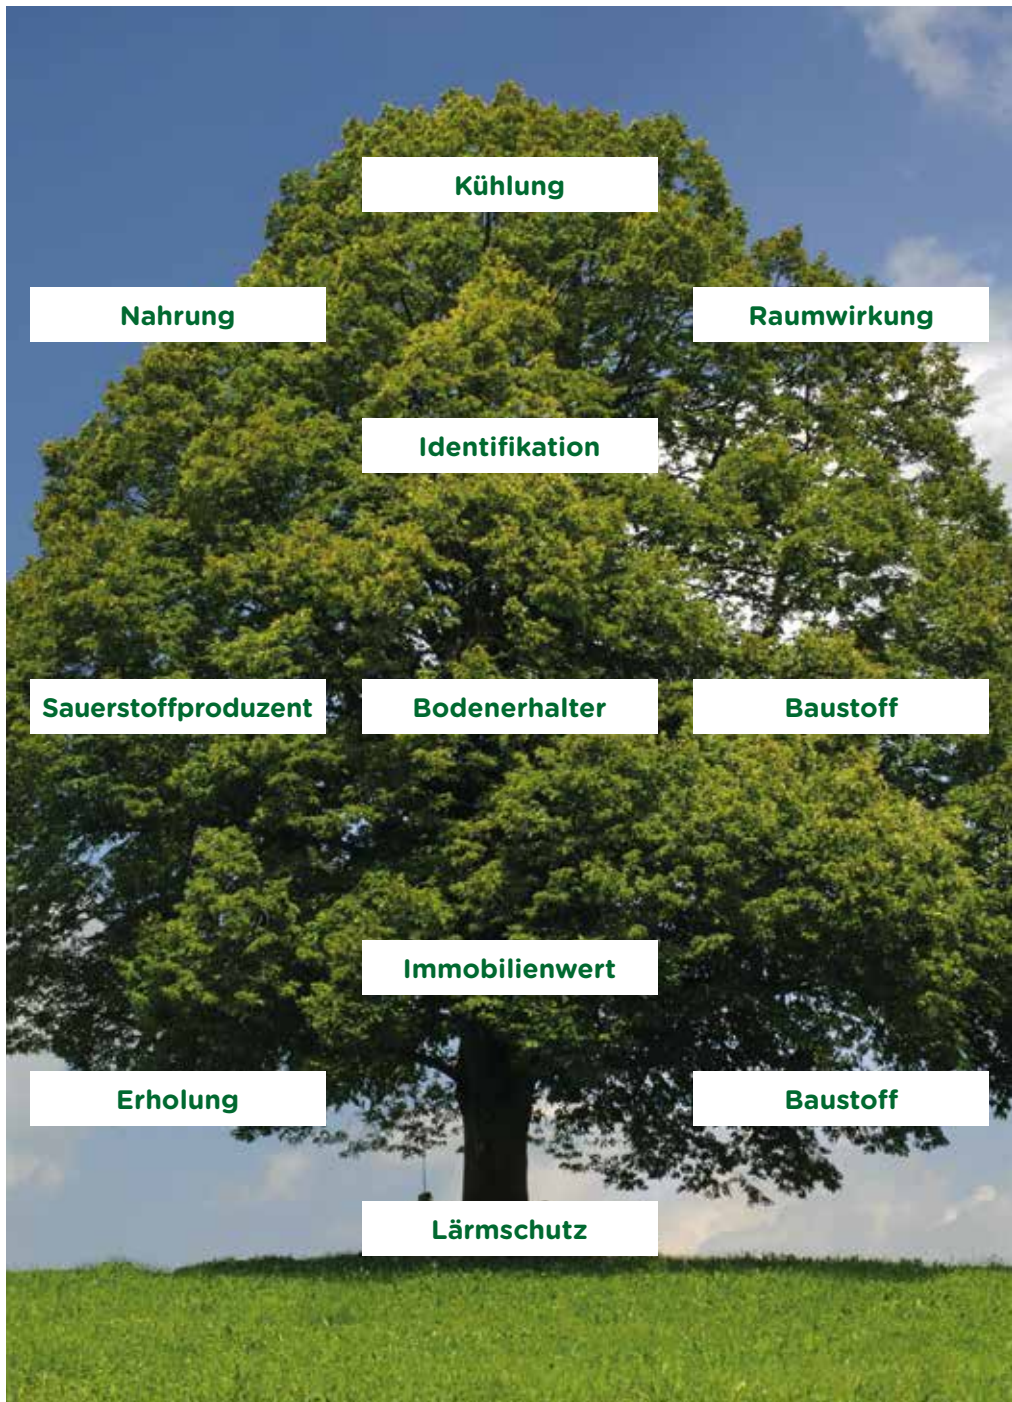 Kühlung
Nahrung
Raumwirkung
Identifikation
Sauerstoffproduzent
Bodenerhalter
Baustoff
Immobilienwert
Erholung
Baustoff
Lärmschutz